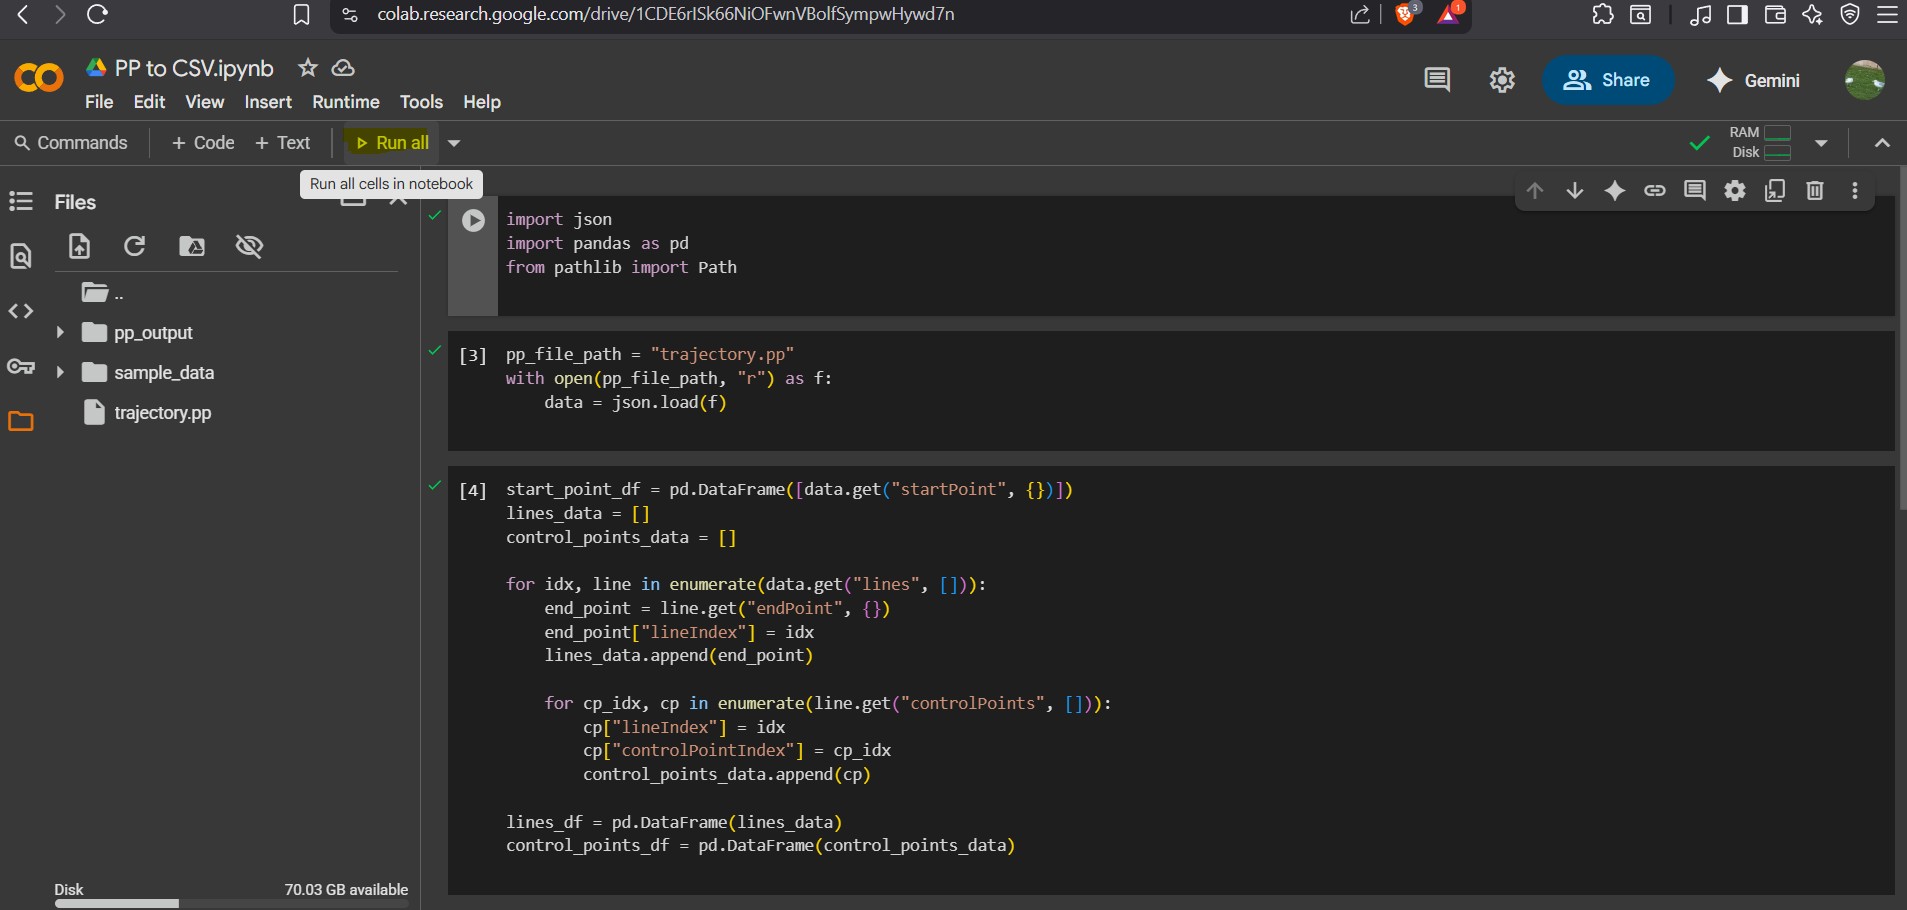 colab.research.google.com/drive/1CDE6rISk66NiOFwnVBolfSympwHywd7n
3
1
PP to CSV.ipynb
File Edit View Insert Runtime Tools Help
Share
Gemini
Commands
+ Code + Text
Run all
RAM
Disk
Run all cells in notebook
Files
..
pp_output
sample_data
trajectory.pp
Disk 70.03 GB available
import json
import pandas as pd
from pathlib import Path
[3] pp_file_path = "trajectory.pp"
with open(pp_file_path, "r") as f:
    data = json.load(f)
[4] start_point_df = pd.DataFrame([data.get("startPoint", {})])
lines_data = []
control_points_data = []
for idx, line in enumerate(data.get("lines", [])):
    end_point = line.get("endPoint", {})
    end_point["lineIndex"] = idx
    lines_data.append(end_point)
    for cp_idx, cp in enumerate(line.get("controlPoints", [])):
        cp["lineIndex"] = idx
        cp["controlPointIndex"] = cp_idx
        control_points_data.append(cp)
lines_df = pd.DataFrame(lines_data)
control_points_df = pd.DataFrame(control_points_data)